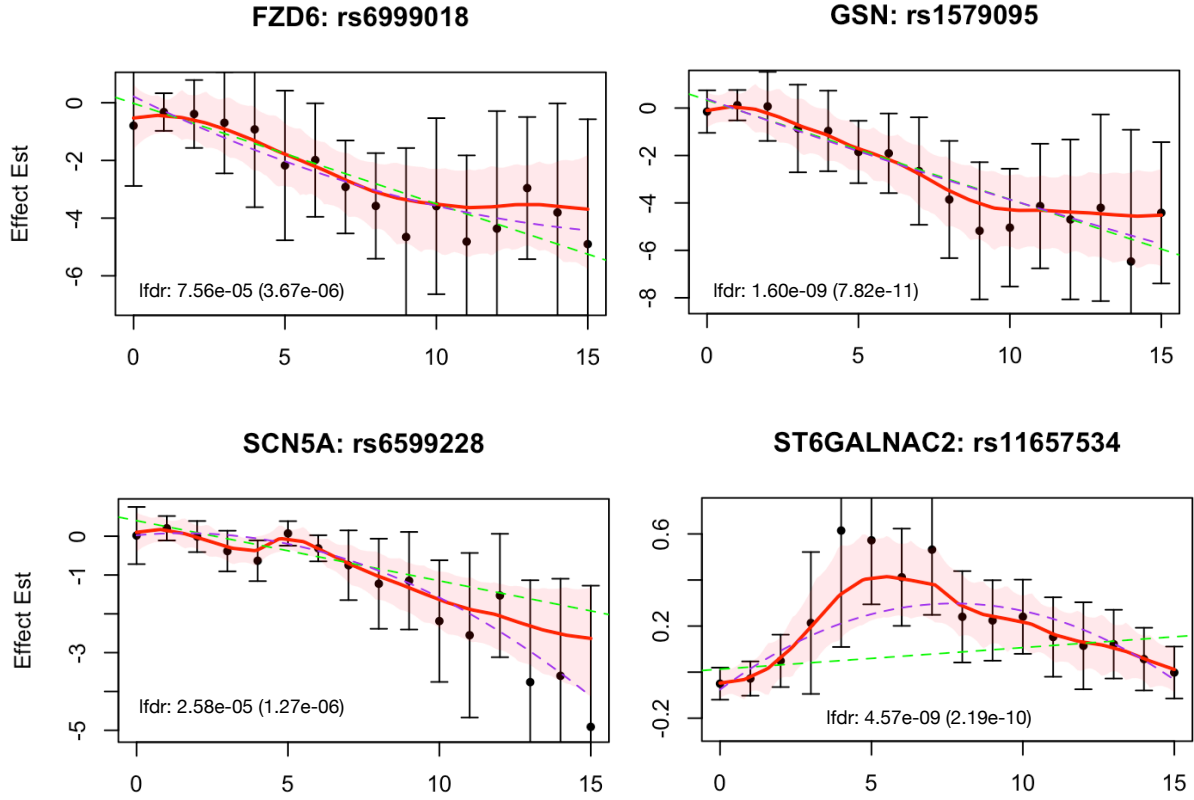 FZD6: rs6999018
GSN: rs1579095
Effect Est
0
-2
-4
-6
lfdr: 7.56e-05 (3.67e-06)
0 5 10 15
0
-2
-4
-6
-8
lfdr: 1.60e-09 (7.82e-11)
0 5 10 15
SCN5A: rs6599228
ST6GALNAC2: rs11657534
Effect Est
0
-1
-3
-5
lfdr: 2.58e-05 (1.27e-06)
0 5 10 15
0.6
0.2
-0.2
lfdr: 4.57e-09 (2.19e-10)
0 5 10 15